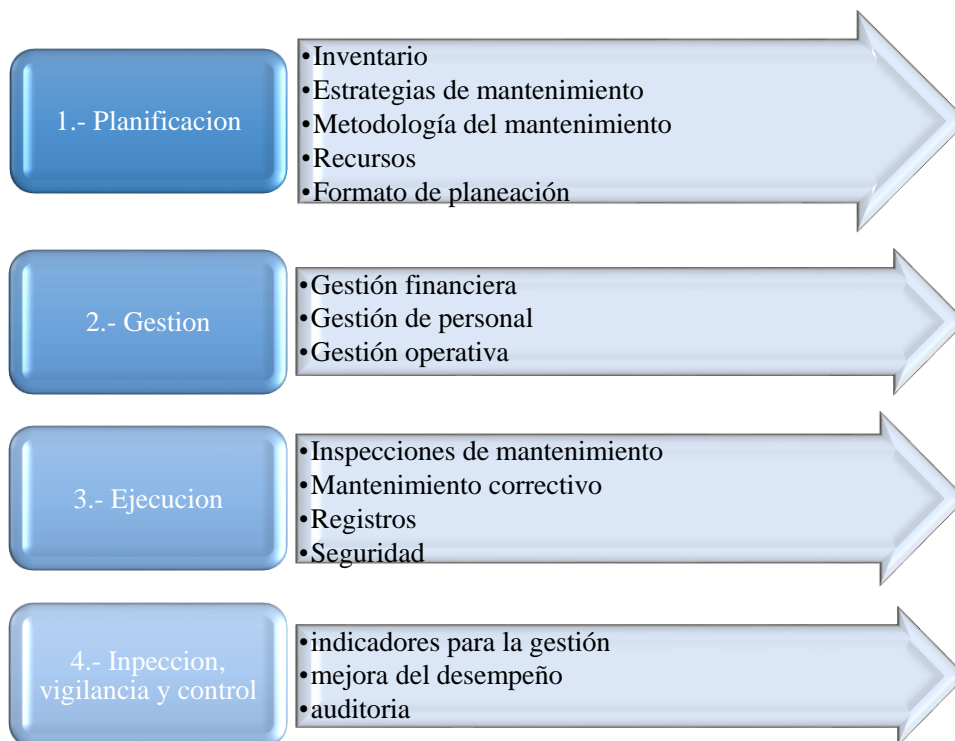 1.- Planificacion
•Inventario
•Estrategias de mantenimiento
•Metodología del mantenimiento
•Recursos
•Formato de planeación
2.- Gestion
•Gestión financiera
•Gestión de personal
•Gestión operativa
3.- Ejecucion
•Inspecciones de mantenimiento
•Mantenimiento correctivo
•Registros
•Seguridad
4.- Inpeccion,
vigilancia y control
•indicadores para la gestión
•mejora del desempeño
•auditoria